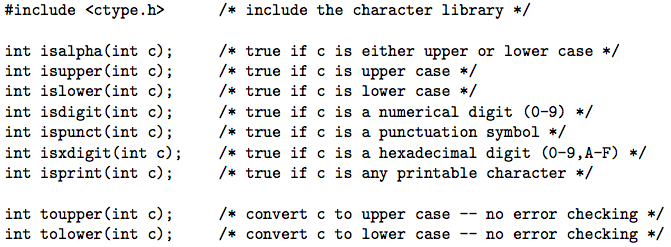 #include <ctype.h> /* include the character library */
int isalpha(int c); /* true if c is either upper or lower case */
int isupper(int c); /* true if c is upper case */
int islower(int c); /* true if c is lower case */
int isdigit(int c); /* true if c is a numerical digit (0-9) */
int ispunct(int c); /* true if c is a punctuation symbol */
int isxdigit(int c); /* true if c is a hexadecimal digit (0-9,A-F) */
int isprint(int c); /* true if c is any printable character */
int toupper(int c); /* convert c to upper case -- no error checking */
int tolower(int c); /* convert c to lower case -- no error checking */